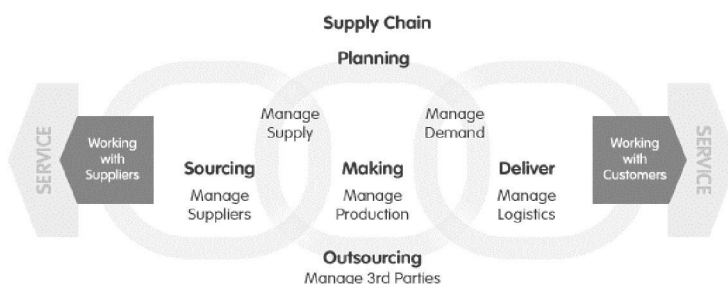 Supply Chain
Planning
Manage
Supply
Manage
Demand
SERVICE
Working
with
Suppliers
Sourcing
Manage
Suppliers
Making
Manage
Production
Deliver
Manage
Logistics
Working
with
Customers
SERVICE
Outsourcing
Manage 3rd Parties